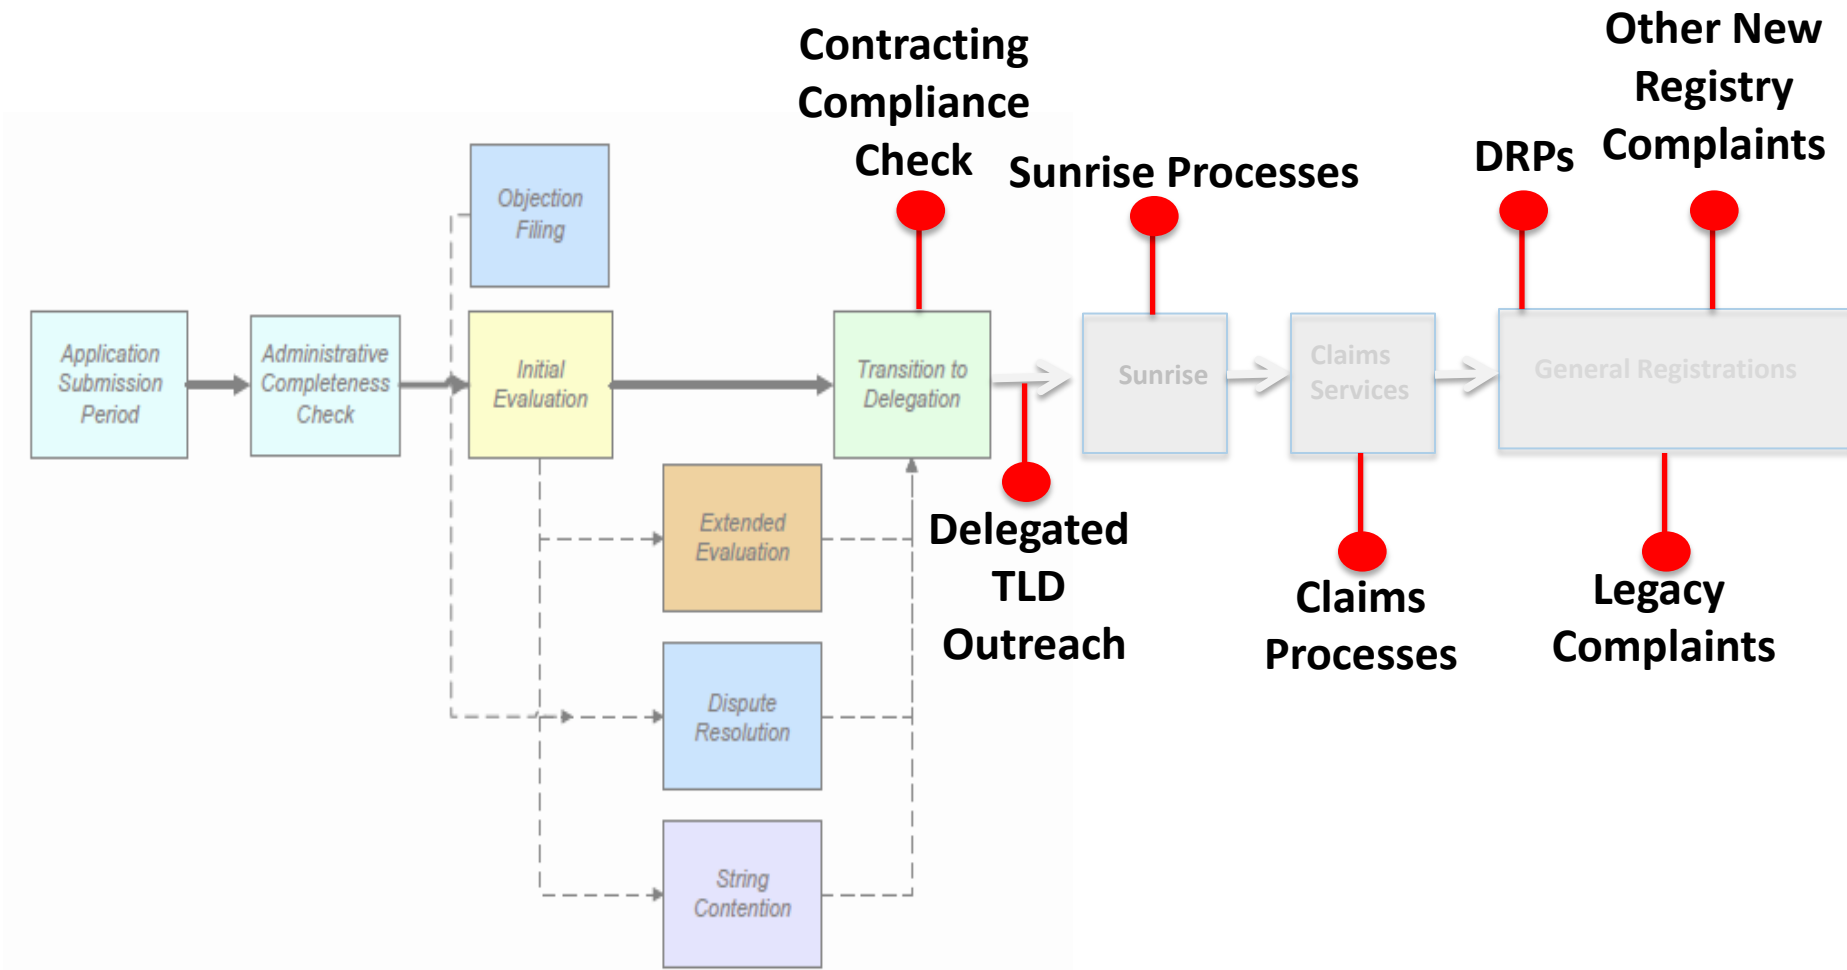 Contracting
Compliance
Check
Sunrise Processes
DRPs
Other New
Registry
Complaints
Objection
Filing
Application
Submission
Period
Administrative
Completeness
Check
Initial
Evaluation
Transition to
Delegation
Sunrise
Claims
Services
General Registrations
Extended
Evaluation
Delegated
TLD
Outreach
Claims
Processes
Legacy
Complaints
Dispute
Resolution
String
Contention